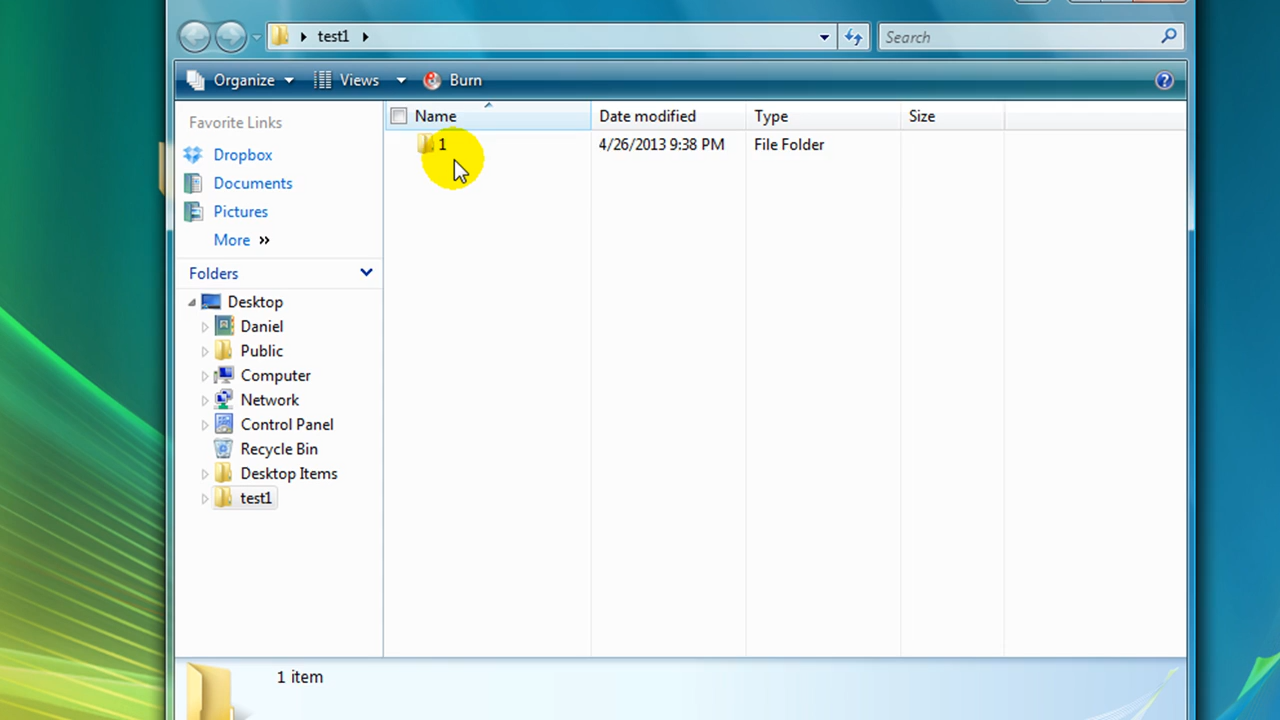 test1
Search
Organize Views Burn
Favorite Links
Dropbox
Documents
Pictures
More »
Folders
Desktop
Daniel
Public
Computer
Network
Control Panel
Recycle Bin
Desktop Items
test1
Name Date modified Type Size
1 4/26/2013 9:38 PM File Folder
1 item